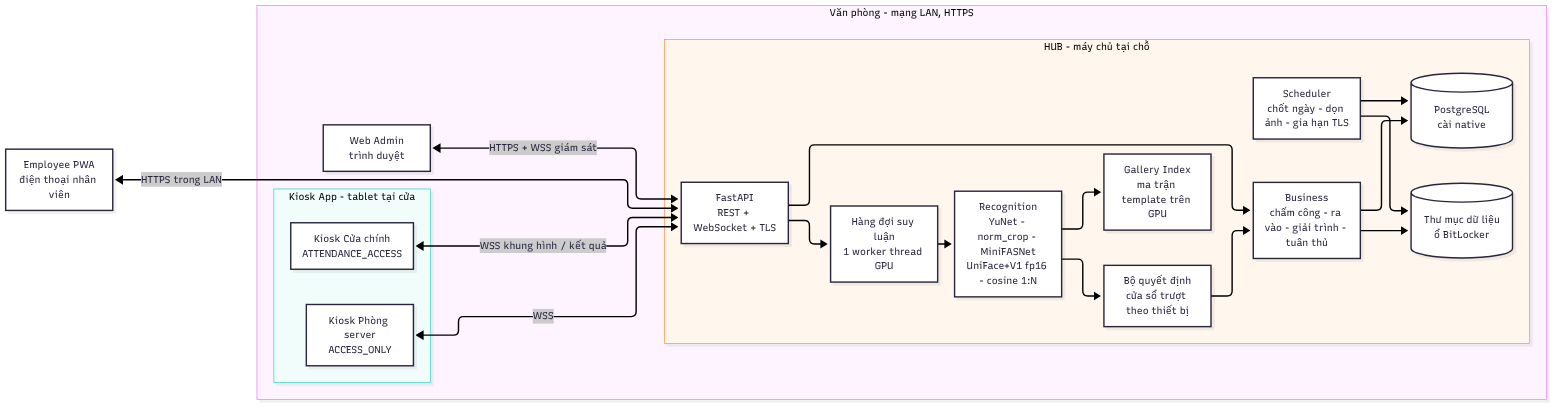 Văn phòng - mạng LAN, HTTPS
HUB - máy chủ tại chỗ
Employee PWA
điện thoại nhân
viên
HTTPS trong LAN
Web Admin
trình duyệt
HTTPS + WSS giám sát
Kiosk App - tablet tại cửa
Kiosk Cửa chính
ATTENDANCE_ACCESS
WSS khung hình / kết quả
Kiosk Phòng
server
ACCESS_ONLY
WSS
FastAPI
REST +
WebSocket + TLS
Hàng đợi suy
luận
1 worker thread
GPU
Recognition
YuNet -
norm_crop -
MiniFASNet
UniFace+V1 fp16
- cosine 1:N
Gallery Index
ma trận
template trên
GPU
Bộ quyết định
cửa sổ trượt
theo thiết bị
Scheduler
chốt ngày - dọn
ảnh - gia hạn TLS
Business
chấm công - ra
vào - giải trình -
tuân thủ
PostgreSQL
cài native
Thư mục dữ liệu
ổ BitLocker